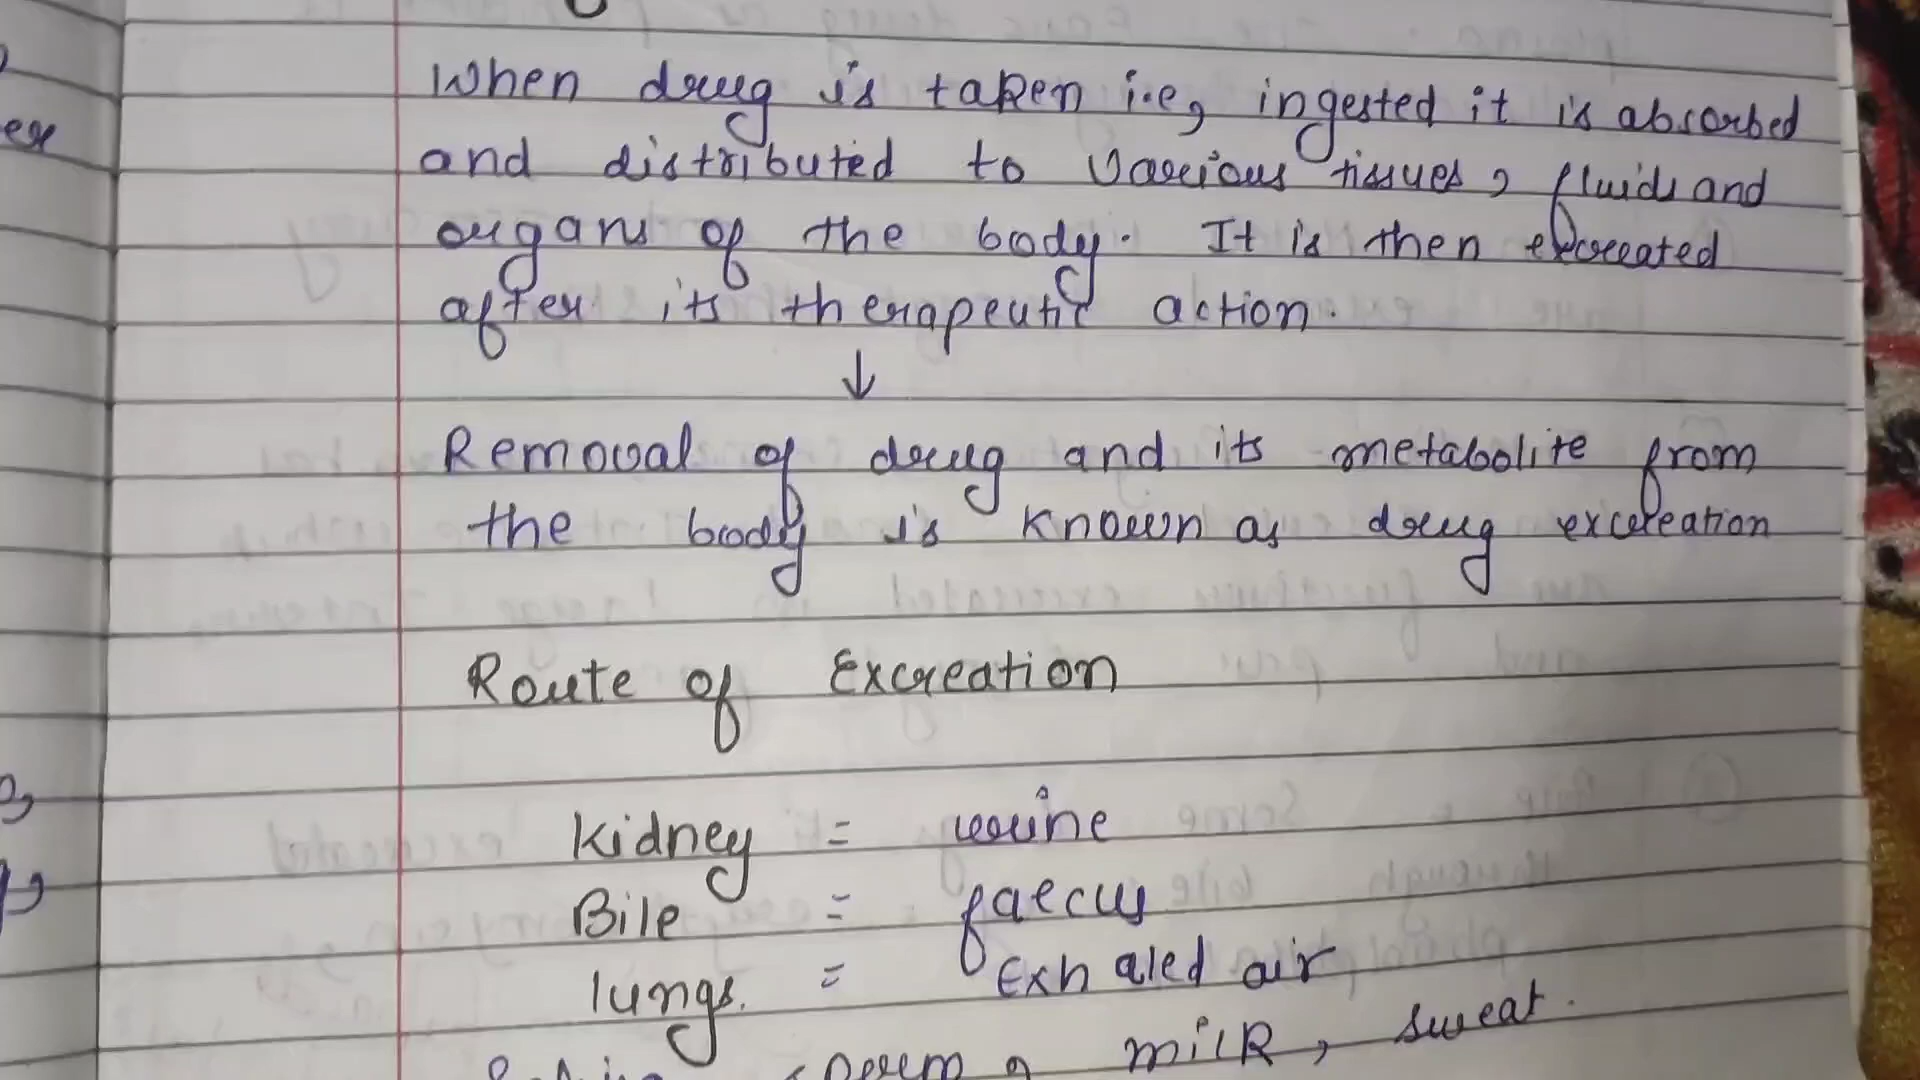 When drug is taken i.e, ingested it is absorbed
and distributed to various tissues, fluids and
organs of the body. It is then excreated
after its therapeutic action.
↓
Removal of drug and its metabolite from
the body is known as drug excreation
Route of Excreation
Kidney = urine
Bile = faecus
lungs. = Exhaled air
milk, sweat.